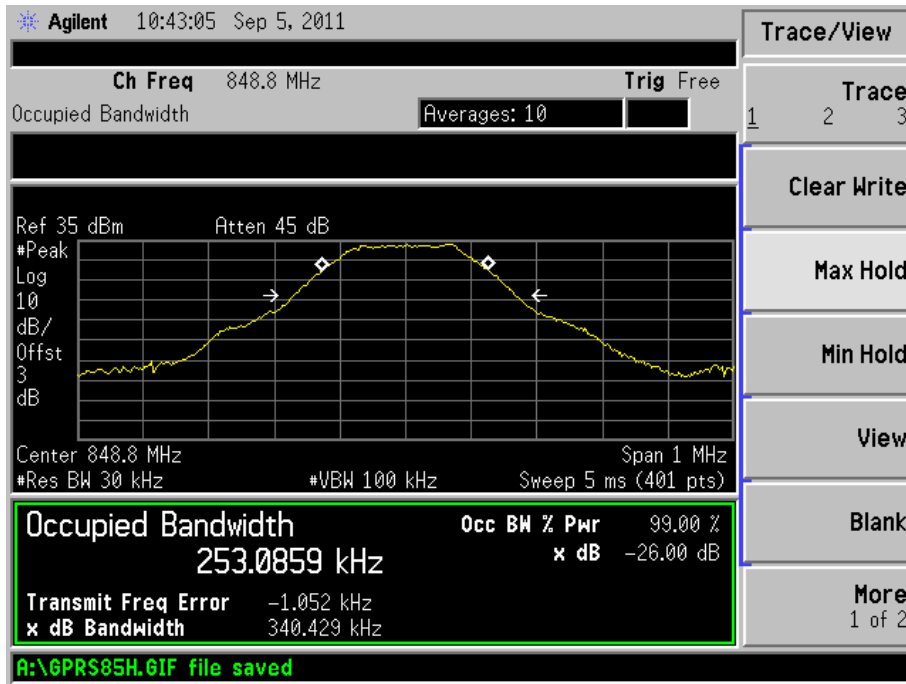 Agilent 10:43:05 Sep 5, 2011
Trace/View
Ch Freq 848.8 MHz Trig Free
Occupied Bandwidth Averages: 10
Trace
1 2 3
Clear Write
Max Hold
Min Hold
View
Blank
More
1 of 2
Ref 35 dBm Atten 45 dB
#Peak
Log
10
dB/
Offst
3
dB
Center 848.8 MHz Span 1 MHz
#Res BW 30 kHz #VBW 100 kHz Sweep 5 ms (401 pts)
Occupied Bandwidth Occ BW % Pwr 99.00 %
253.0859 kHz x dB -26.00 dB
Transmit Freq Error -1.052 kHz
x dB Bandwidth 340.429 kHz
A:\GPRS85H.GIF file saved